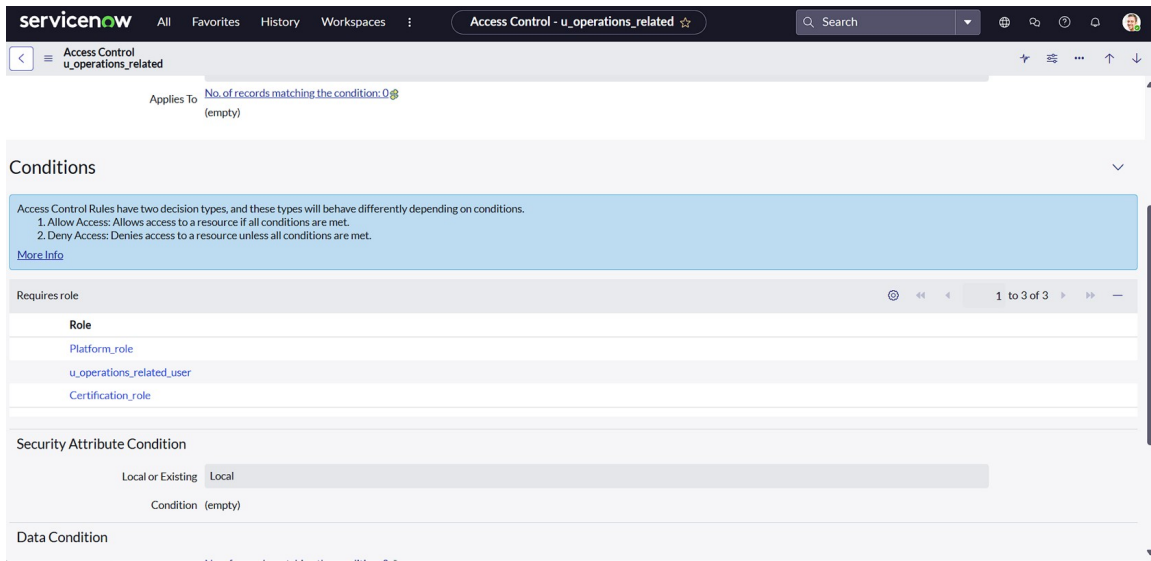 servicenow All Favorites History Workspaces Access Control - u_operations_related Search
Access Control
u_operations_related
Applies To No. of records matching the condition: 0
(empty)
Conditions
Access Control Rules have two decision types, and these types will behave differently depending on conditions.
1. Allow Access: Allows access to a resource if all conditions are met.
2. Deny Access: Denies access to a resource unless all conditions are met.
More Info
Requires role 1 to 3 of 3
Role
Platform_role
u_operations_related_user
Certification_role
Security Attribute Condition
Local or Existing Local
Condition (empty)
Data Condition